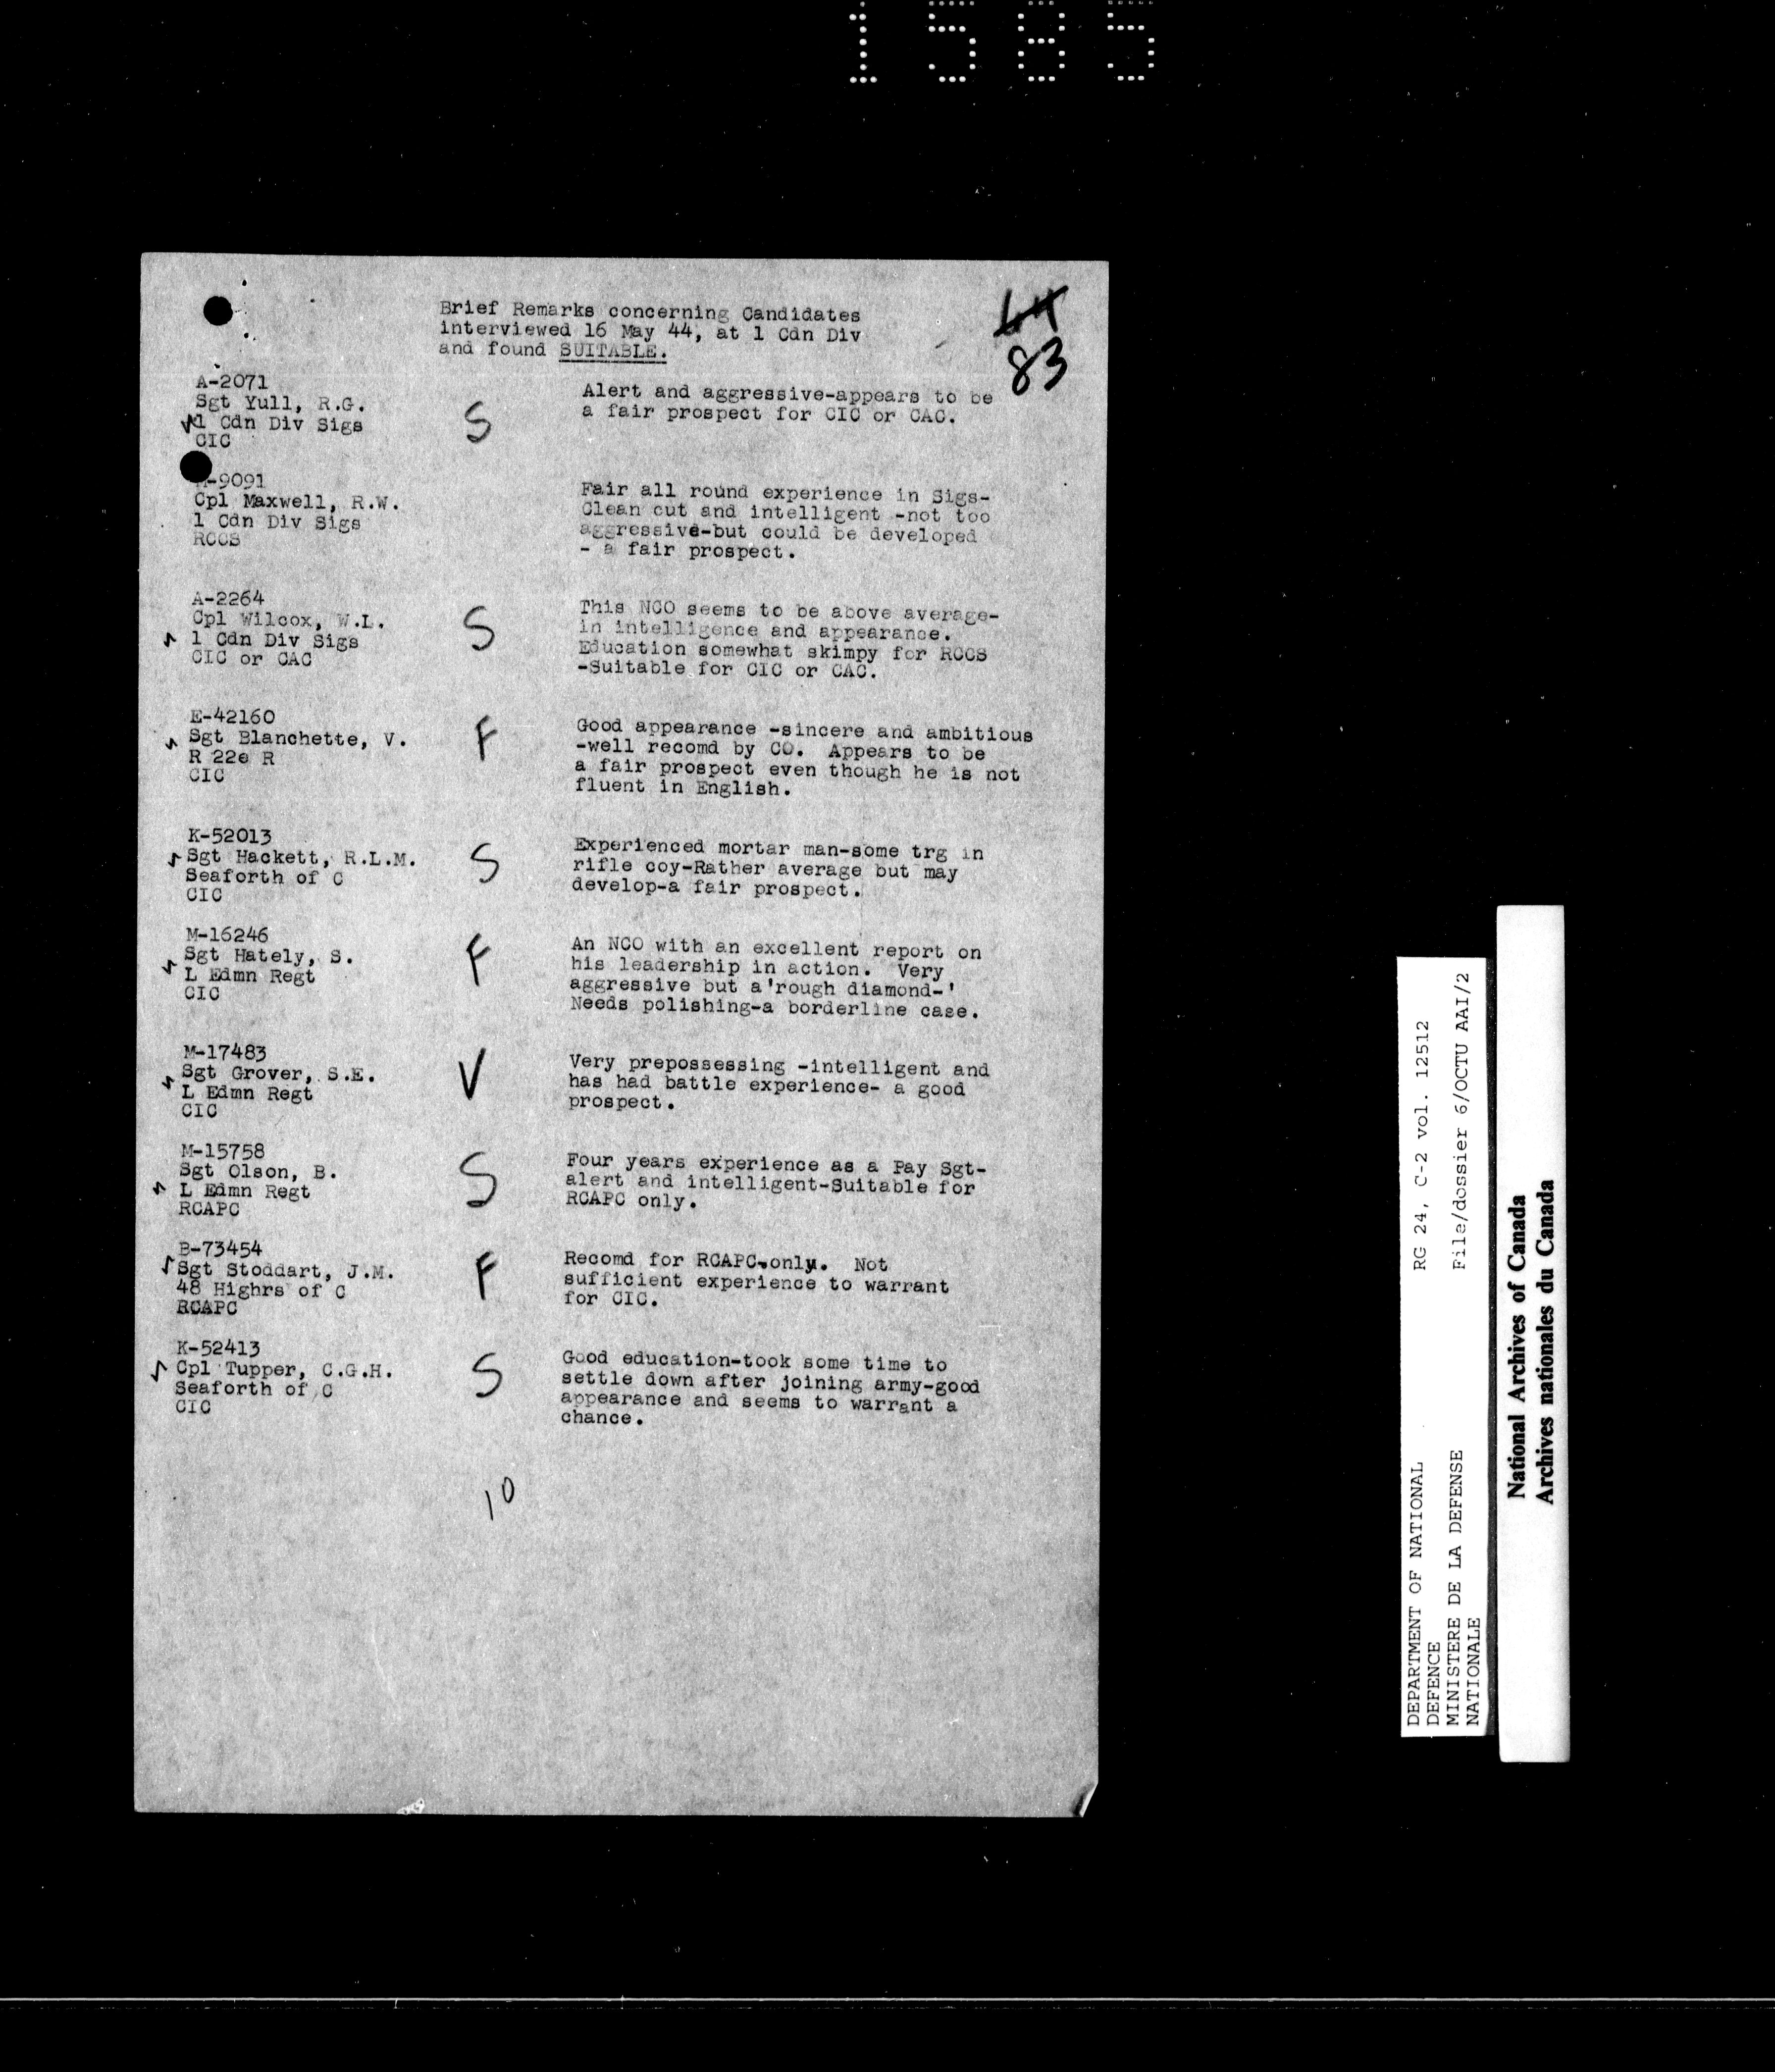 1585
Brief Remarks concerning Candidates
interviewed 16 May 44, at 1 Cdn Div
and found SUITABLE.
44
83
A-2071
Sgt Yull, R.G.
1 Cdn Div Sigs
CIC
S
Alert and aggressive-appears to be
a fair prospect for CIC or CAC.
-9091
Cpl Maxwell, R.W.
1 Cdn Div Sigs
RCCS
Fair all round experience in Sigs-
Clean cut and intelligent -not too
aggressive-but could be developed
- a fair prospect.
A-2264
Cpl Wilcox, W.L.
1 Cdn Div Sigs
CIC or CAC
S
This NCO seems to be above average-
in intelligence and appearance.
Education somewhat skimpy for RCCS
-Suitable for CIC or CAC.
E-42160
Sgt Blanchette, V.
R 22e R
CIC
F
Good appearance -sincere and ambitious
-well recomd by CO. Appears to be
a fair prospect even though he is not
fluent in English.
K-52013
Sgt Hackett, R.L.M.
Seaforth of C
CIC
S
Experienced mortar man-some trg in
rifle coy-Rather average but may
develop-a fair prospect.
M-16246
Sgt Hately, S.
L Edmn Regt
CIC
F
An NCO with an excellent report on
his leadership in action. Very
aggressive but a'rough diamond-'
Needs polishing-a borderline case.
M-17483
Sgt Grover, S.E.
L Edmn Regt
CIC
V
Very prepossessing -intelligent and
has had battle experience- a good
prospect.
M-15758
Sgt Olson, B.
L Edmn Regt
RCAPC
S
Four years experience as a Pay Sgt-
alert and intelligent-Suitable for
RCAPC only.
B-73454
Sgt Stoddart, J.M.
48 Highrs of C
RCAPC
F
Recomd for RCAPC only. Not
sufficient experience to warrant
for CIC.
K-52413
Cpl Tupper, C.G.H.
Seaforth of C
CIC
S
Good education-took some time to
settle down after joining army-good
appearance and seems to warrant a
chance.
10
DEPARTMENT OF NATIONAL
DEFENCE
MINISTERE DE LA DEFENSE
NATIONALE
RG 24, C-2 vol. 12512
File/dossier 6/OCTU AAI/2
National Archives of Canada
Archives nationales du Canada